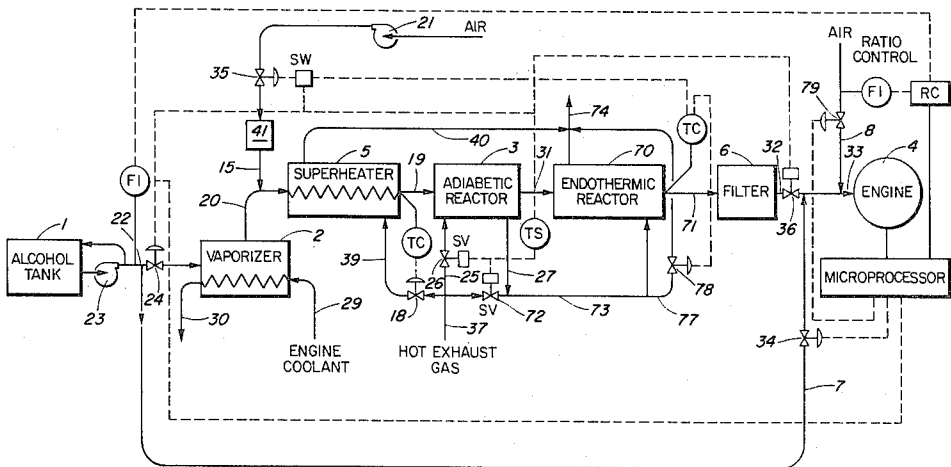 21
AIR
AIR
RATIO
CONTROL
35
SW
79
FI
RC
74
TC
41
40
8
15
5
SUPERHEATER
19
3
ADIABETIC
REACTOR
31
70
ENDOTHERMIC
REACTOR
6
FILTER
32
33
4
ENGINE
FI
20
36
71
1
ALCOHOL
TANK
22
2
VAPORIZER
39
TC
SV
26
25
27
TS
MICROPROCESSOR
23
24
18
SV
72
73
77
78
30
29
37
34
ENGINE
COOLANT
HOT EXHAUST
GAS
7